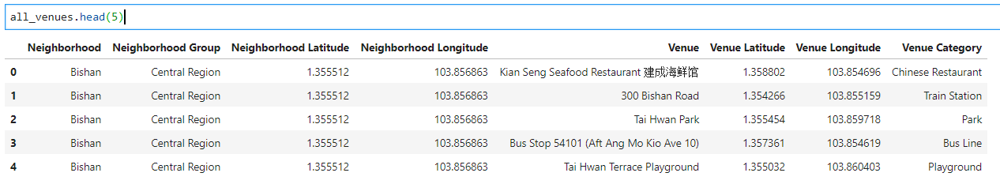 all_venues.head(5)
Neighborhood Neighborhood Group Neighborhood Latitude Neighborhood Longitude Venue Venue Latitude Venue Longitude Venue Category
0 Bishan Central Region 1.355512 103.856863 Kian Seng Seafood Restaurant 建成海鲜馆 1.358802 103.854696 Chinese Restaurant
1 Bishan Central Region 1.355512 103.856863 300 Bishan Road 1.354266 103.855159 Train Station
2 Bishan Central Region 1.355512 103.856863 Tai Hwan Park 1.355454 103.859718 Park
3 Bishan Central Region 1.355512 103.856863 Bus Stop 54101 (Aft Ang Mo Kio Ave 10) 1.357361 103.854619 Bus Line
4 Bishan Central Region 1.355512 103.856863 Tai Hwan Terrace Playground 1.355032 103.860403 Playground